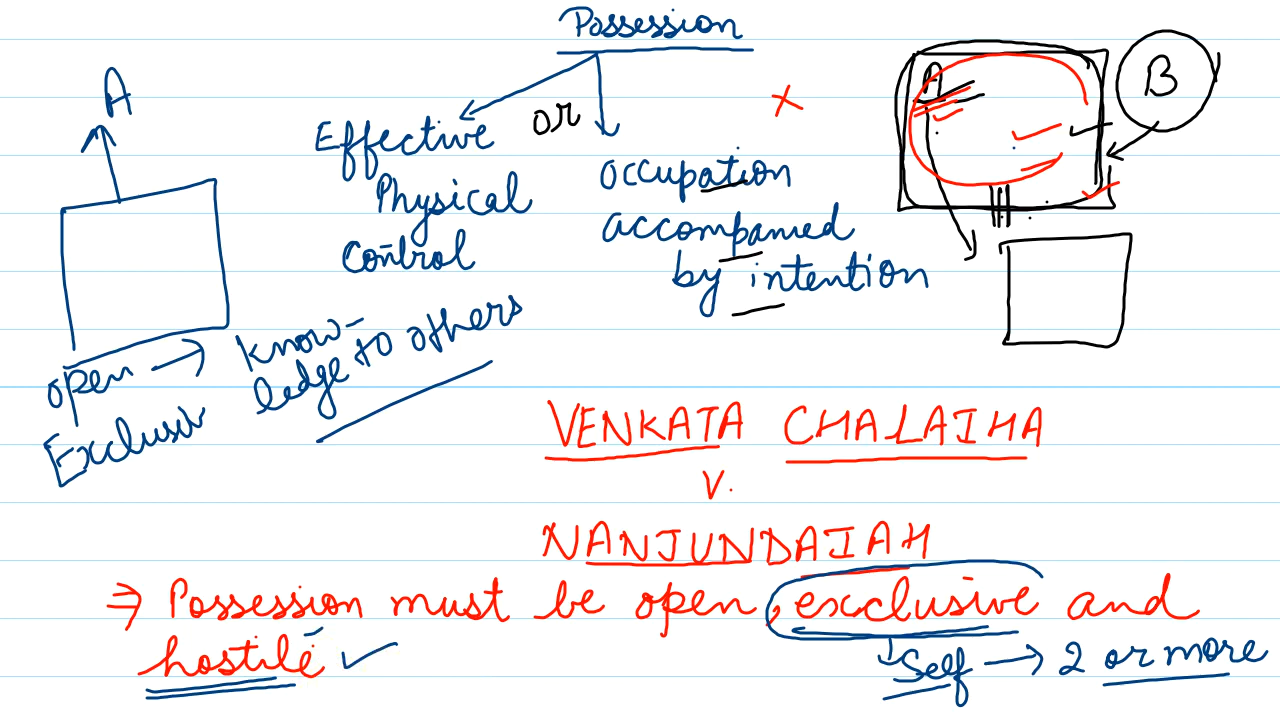 Possession
A
A
B
Effective
Physical
Control
or
occupation
accompanied
by intention
open → know-
ledge to others
Exclusiv
VENKATA CHALAIHA
V.
NANJUNDAIAH
⇒ Possession must be open, exclusive and
hostile ✓
Self → 2 or more